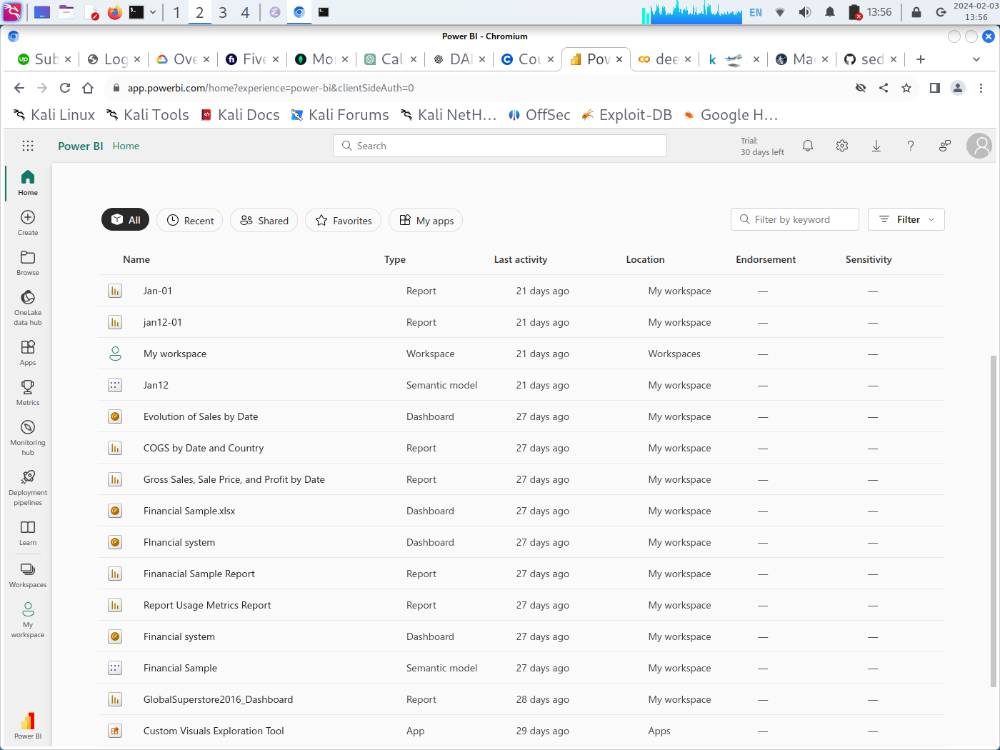 1 2 3 4 EN 13:56 2024-02-03
13:56
Power BI - Chromium
Sub Log Ove Five Mon Cal DAL Cou Pow dee k Mac sed
app.powerbi.com/home?experience=power-bi&clientSideAuth=0
Kali Linux Kali Tools Kali Docs Kali Forums Kali NetH... OffSec Exploit-DB Google H...
Power BI Home Search Trial:
30 days left
Home
Create
Browse
OneLake
data hub
Apps
Metrics
Monitoring
hub
Deployment
pipelines
Learn
Workspaces
My
workspace
Power BI
All Recent Shared Favorites My apps Filter by keyword Filter
Name Type Last activity Location Endorsement Sensitivity
Jan-01 Report 21 days ago My workspace — —
jan12-01 Report 21 days ago My workspace — —
My workspace Workspace 21 days ago Workspaces — —
Jan12 Semantic model 21 days ago My workspace — —
Evolution of Sales by Date Dashboard 27 days ago My workspace — —
COGS by Date and Country Report 27 days ago My workspace — —
Gross Sales, Sale Price, and Profit by Date Report 27 days ago My workspace — —
Financial Sample.xlsx Dashboard 27 days ago My workspace — —
FInancial system Dashboard 27 days ago My workspace — —
Finanacial Sample Report Report 27 days ago My workspace — —
Report Usage Metrics Report Report 27 days ago My workspace — —
Financial system Dashboard 27 days ago My workspace — —
Financial Sample Semantic model 27 days ago My workspace — —
GlobalSuperstore2016_Dashboard Report 28 days ago My workspace — —
Custom Visuals Exploration Tool App 29 days ago Apps — —